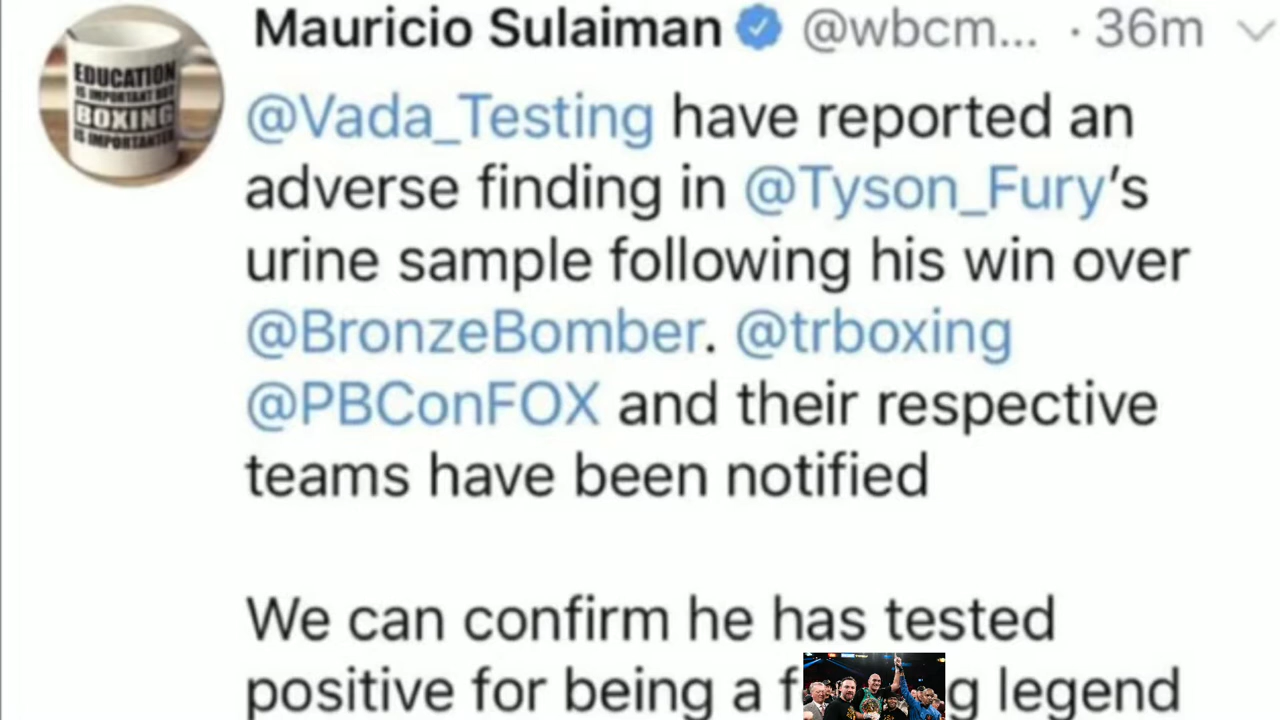 Mauricio Sulaiman @wbcm... · 36m
EDUCATION
IS IMPORTANT BUT
BOXING
IS IMPORTANTER
@Vada_Testing have reported an
adverse finding in @Tyson_Fury's
urine sample following his win over
@BronzeBomber. @trboxing
@PBConFOX and their respective
teams have been notified
We can confirm he has tested
positive for being a f g legend